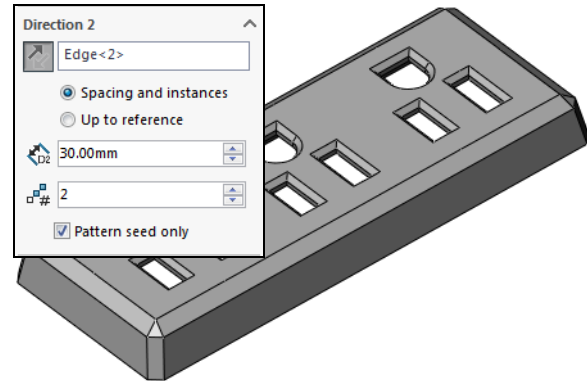 Direction 2
Edge<2>
Spacing and instances
Up to reference
D2 30.00mm
# 2
Pattern seed only